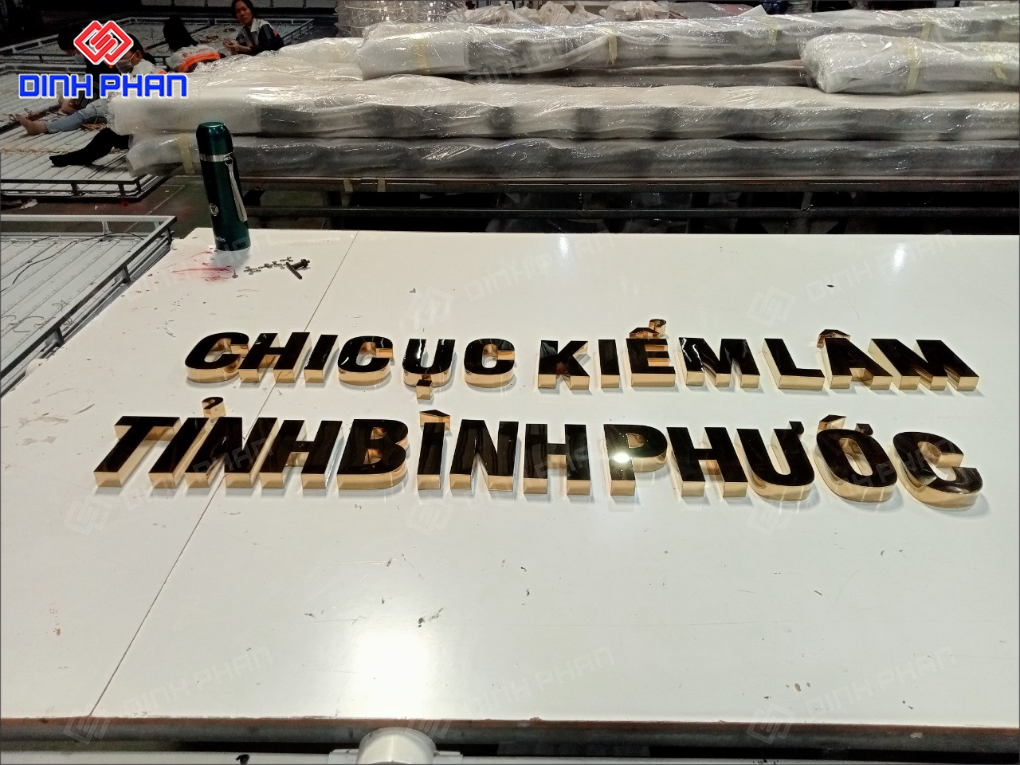 DINH PHAN
CHI CỤC KIỂM LÂM
TỈNH BÌNH PHƯỚC